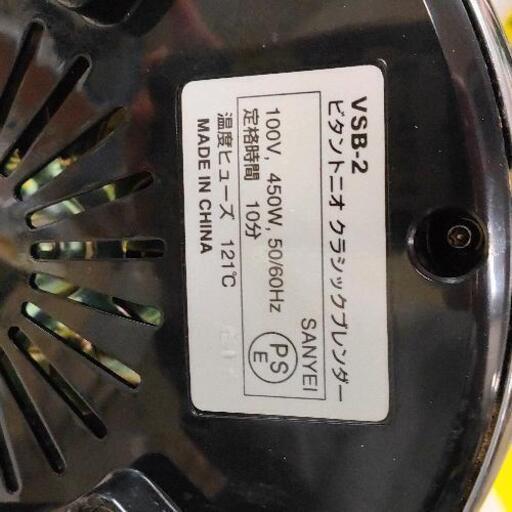 VSB-2
ビタントニオ クラシックブレンダー
SANYEI
100V, 450W, 50/60Hz
定格時間 10分
温度ヒューズ 121℃
MADE IN CHINA
PS
E